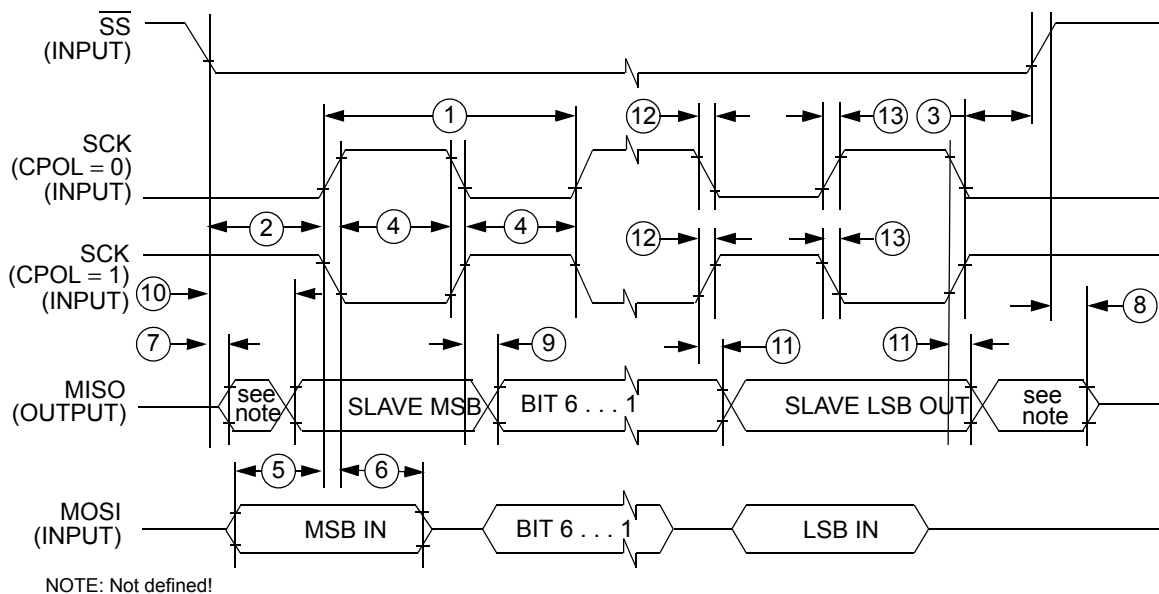 SS
(INPUT)
1
12
13
3
SCK
(CPOL = 0)
(INPUT)
2
4
4
12
13
SCK
(CPOL = 1)
(INPUT)
10
8
7
9
11
11
MISO
(OUTPUT)
see
note
SLAVE MSB
BIT 6 . . . 1
SLAVE LSB OUT
see
note
5
6
MOSI
(INPUT)
MSB IN
BIT 6 . . . 1
LSB IN
NOTE: Not defined!